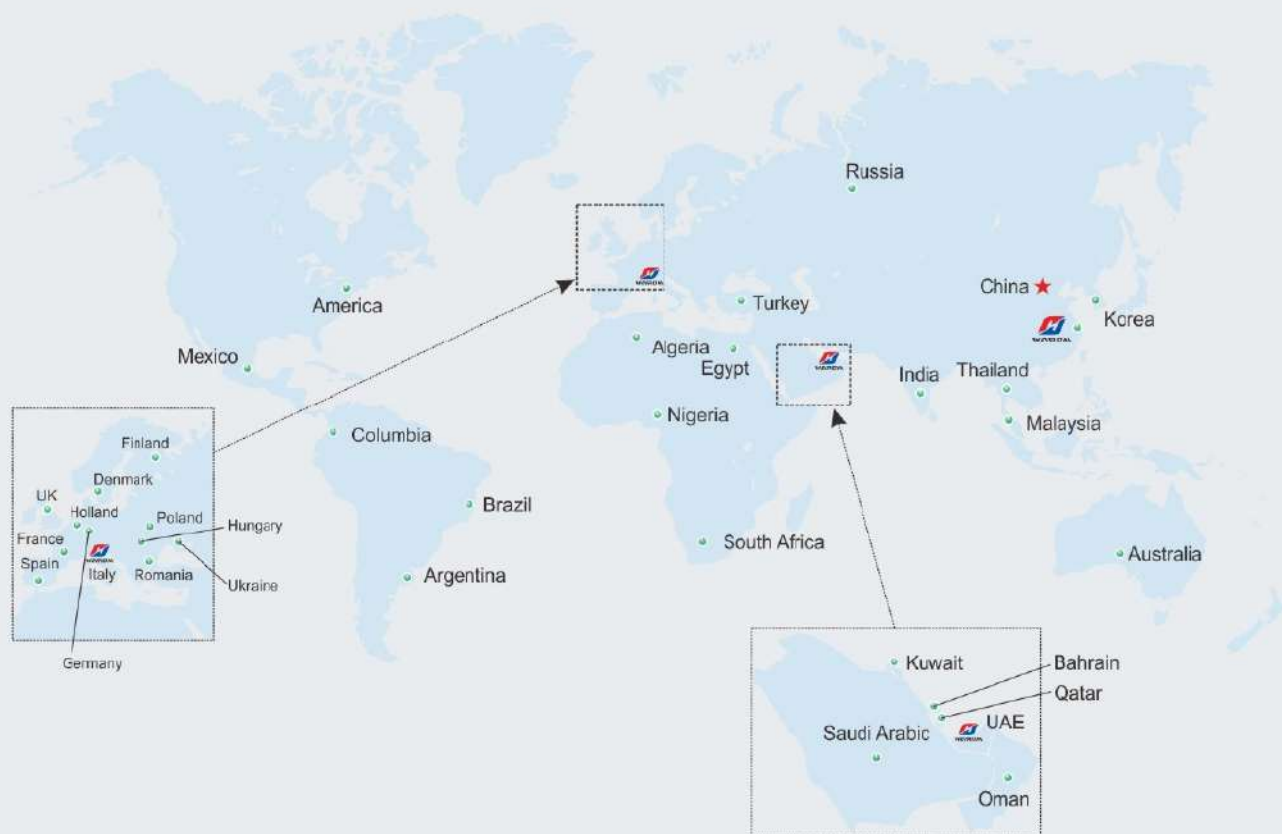 Russia
China
America
Turkey
Korea
Mexico
Algeria
Egypt
India
Thailand
Nigeria
Malaysia
Columbia
Brazil
South Africa
Australia
Argentina
Finland
Denmark
UK
Holland
Poland
Hungary
France
Spain
Italy
Romania
Ukraine
Germany
Kuwait
Bahrain
Qatar
UAE
Saudi Arabic
Oman